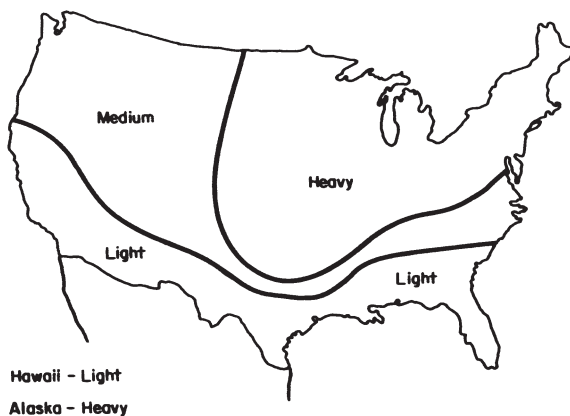 Medium
Heavy
Light
Light
Hawaii - Light
Alaska - Heavy